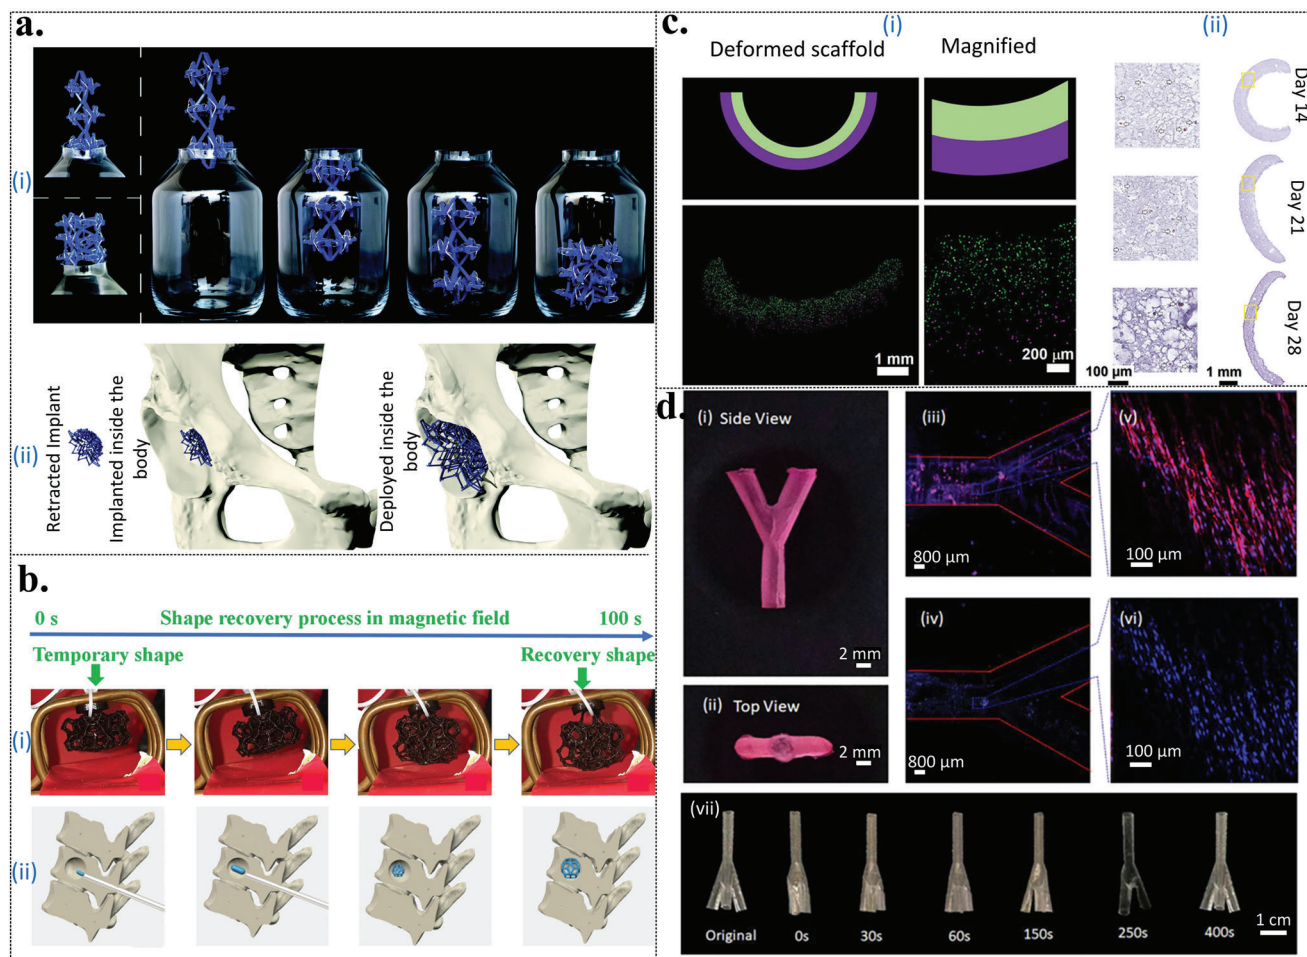 a.
(i)
(ii)
Retracted Implant
Implanted inside the
body
Deployed inside the
body
b.
0 s
Shape recovery process in magnetic field
100 s
Temporary shape
Recovery shape
(i)
(ii)
c.
(i)
(ii)
Deformed scaffold
Magnified
Day 14
Day 21
Day 28
1 mm
200 μm
100 μm
1 mm
d.
(i) Side View
2 mm
(ii) Top View
2 mm
(iii)
800 μm
(v)
100 μm
(iv)
800 μm
(vi)
100 μm
(vii)
Original
0s
30s
60s
150s
250s
400s
1 cm